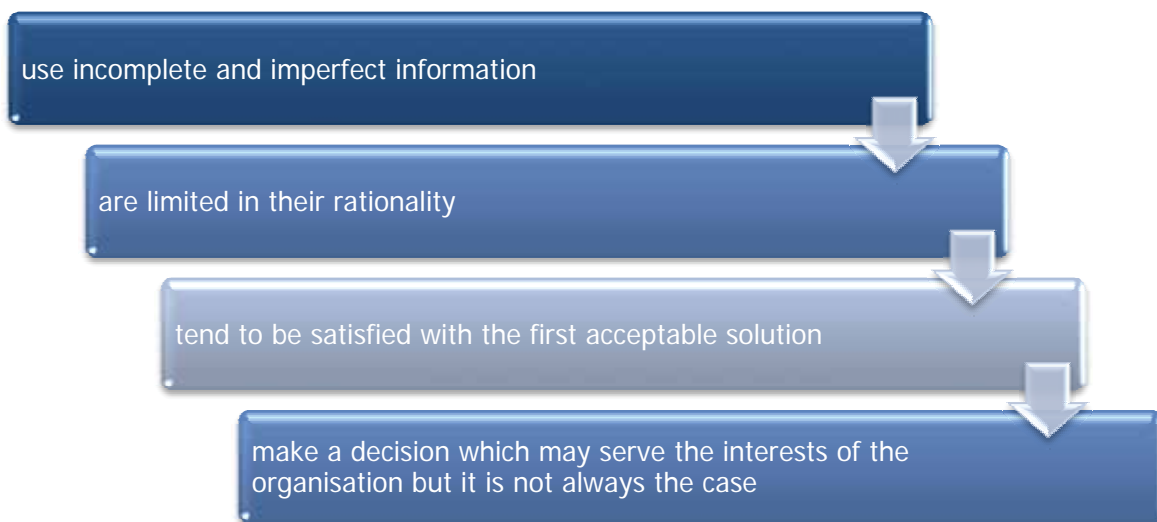 use incomplete and imperfect information
are limited in their rationality
tend to be satisfied with the first acceptable solution
make a decision which may serve the interests of the
organisation but it is not always the case